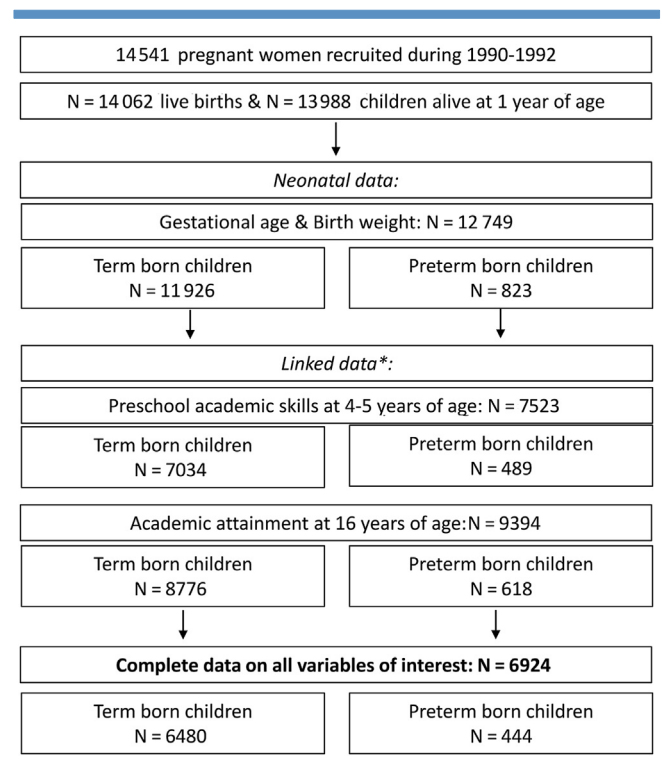 14541 pregnant women recruited during 1990-1992
N = 14062 live births & N = 13988 children alive at 1 year of age
Neonatal data:
Gestational age & Birth weight: N = 12749
Term born children
N = 11926
Preterm born children
N = 823
Linked data*:
Preschool academic skills at 4-5 years of age: N = 7523
Term born children
N = 7034
Preterm born children
N = 489
Academic attainment at 16 years of age:N = 9394
Term born children
N = 8776
Preterm born children
N = 618
Complete data on all variables of interest: N = 6924
Term born children
N = 6480
Preterm born children
N = 444